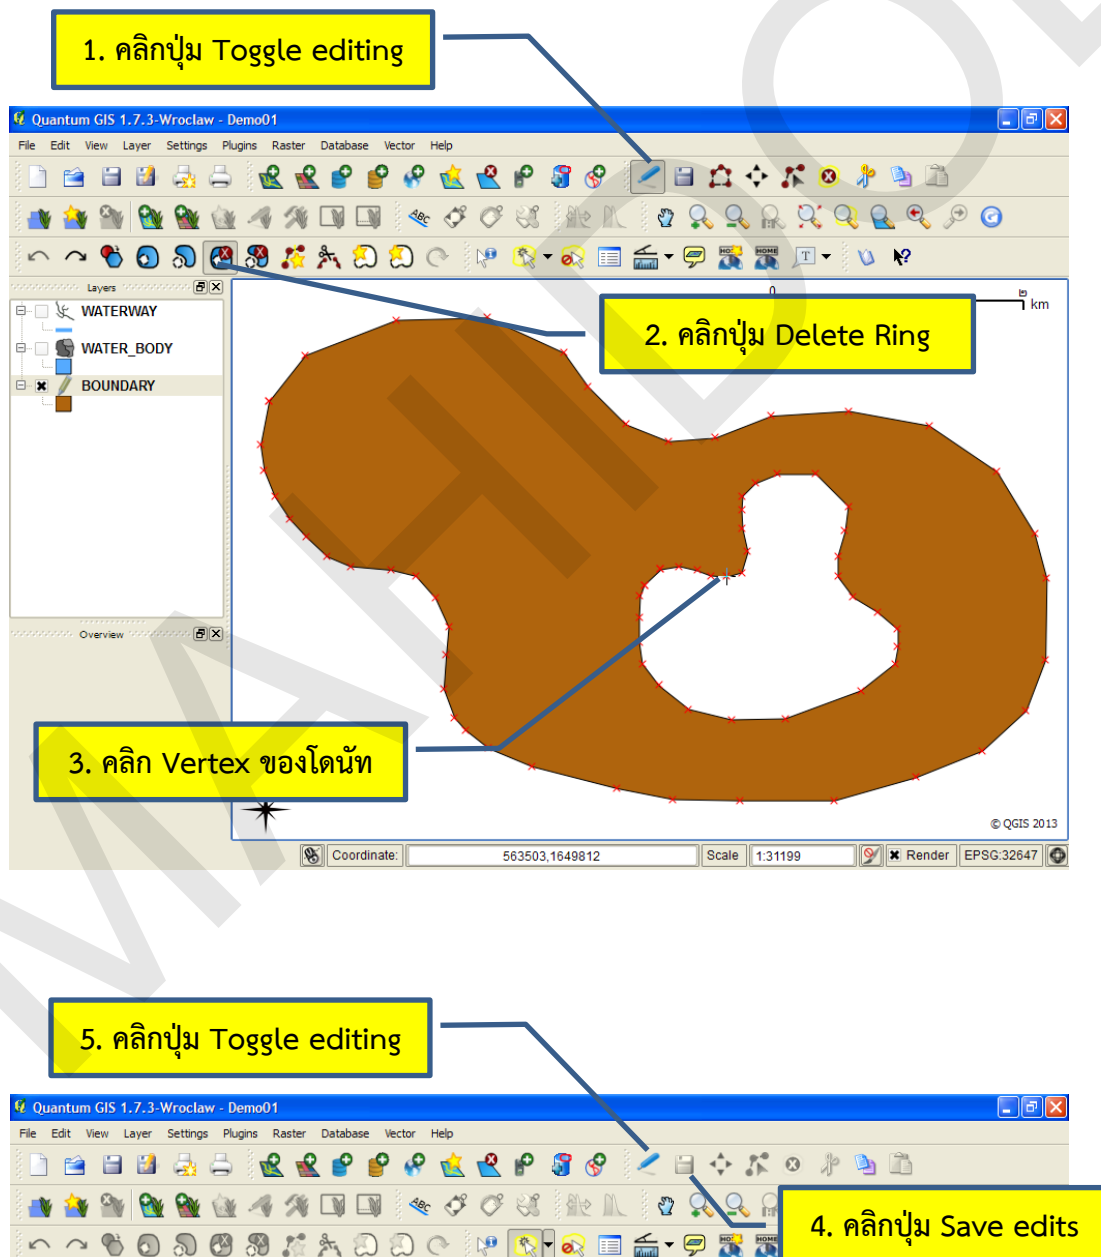 1. คลิกปุ่ม Toggle editing
Quantum GIS 1.7.3-Wroclaw - Demo01
File Edit View Layer Settings Plugins Raster Database Vector Help
Layers
WATERWAY
WATER_BODY
BOUNDARY
0
๒
km
2. คลิกปุ่ม Delete Ring
Overview
3. คลิก Vertex ของโดนัท
© QGIS 2013
Coordinate: 563503,1649812 Scale 1:31199 Render EPSG:32647
5. คลิกปุ่ม Toggle editing
Quantum GIS 1.7.3-Wroclaw - Demo01
File Edit View Layer Settings Plugins Raster Database Vector Help
4. คลิกปุ่ม Save edits